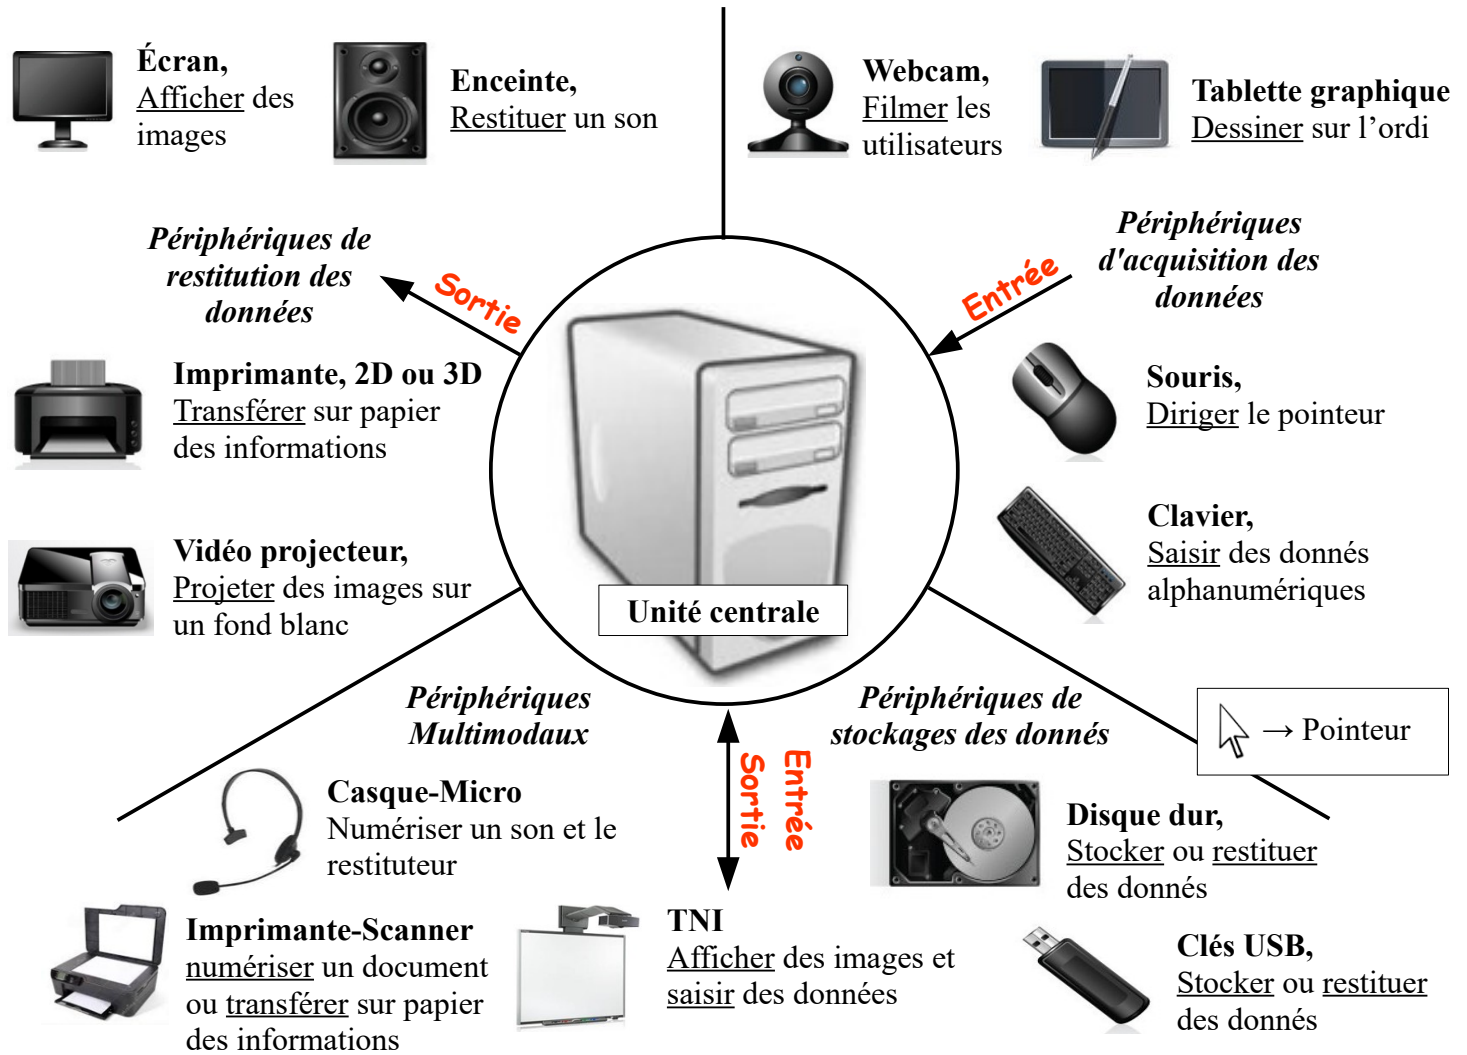 Écran,
Afficher des
images
Enceinte,
Restituer un son
Webcam,
Filmer les
utilisateurs
Tablette graphique
Dessiner sur l’ordi
Périphériques de
restitution des
données
Sortie
Entrée
Périphériques
d'acquisition des
données
Imprimante, 2D ou 3D
Transférer sur papier
des informations
Souris,
Diriger le pointeur
Vidéo projecteur,
Projeter des images sur
un fond blanc
Clavier,
Saisir des donnés
alphanumériques
Unité centrale
Périphériques
Multimodaux
Périphériques de
stockages des donnés
→ Pointeur
Entrée
Sortie
Casque-Micro
Numériser un son et le
restituteur
Disque dur,
Stocker ou restituer
des donnés
Imprimante-Scanner
numériser un document
ou transférer sur papier
des informations
TNI
Afficher des images et
saisir des données
Clés USB,
Stocker ou restituer
des donnés